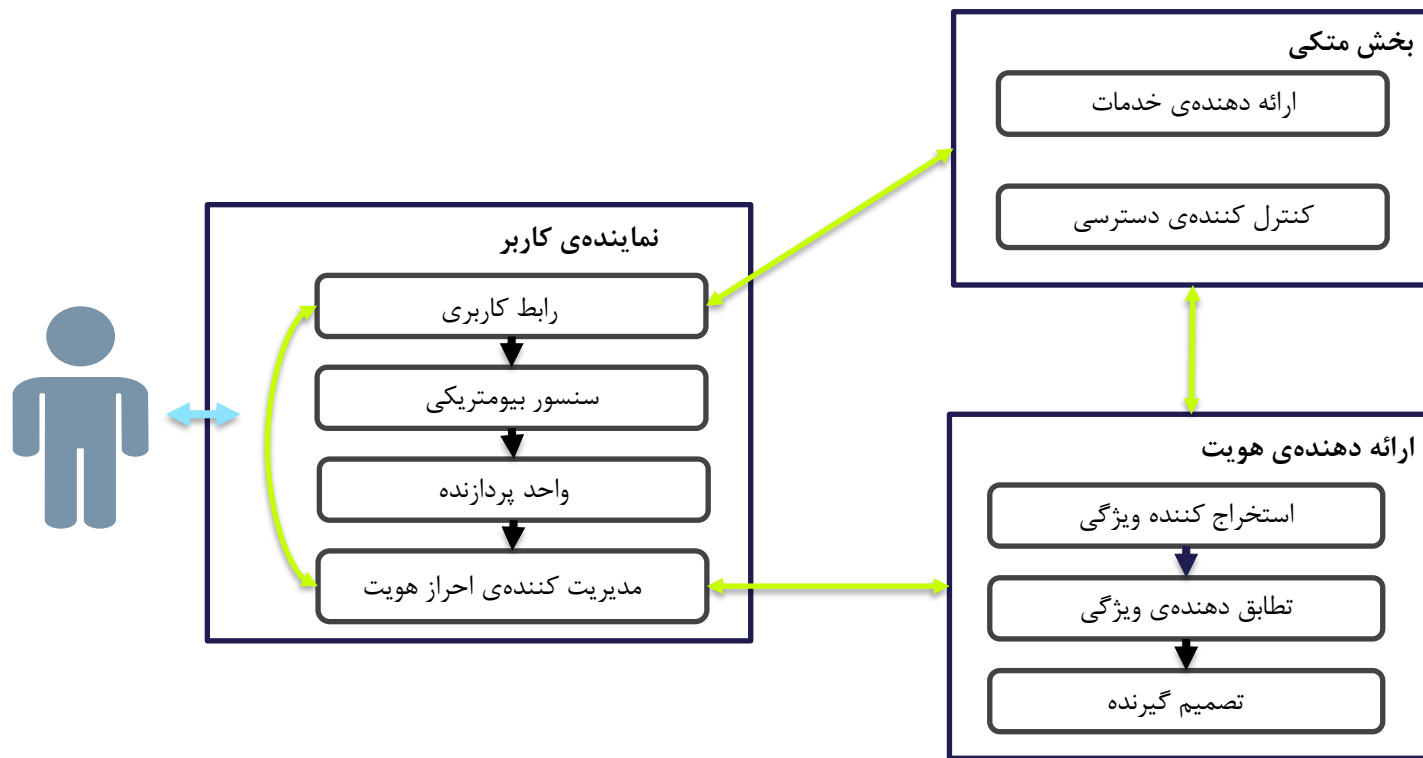 بخش متکی
ارائه دهنده‌ی خدمات
کنترل کننده‌ی دسترسی
نماینده‌ی کاربر
رابط کاربری
سنسور بیومتریکی
واحد پردازنده
مدیریت کننده‌ی احراز هویت
ارائه دهنده‌ی هویت
استخراج کننده ویژگی
تطابق دهنده‌ی ویژگی
تصمیم گیرنده